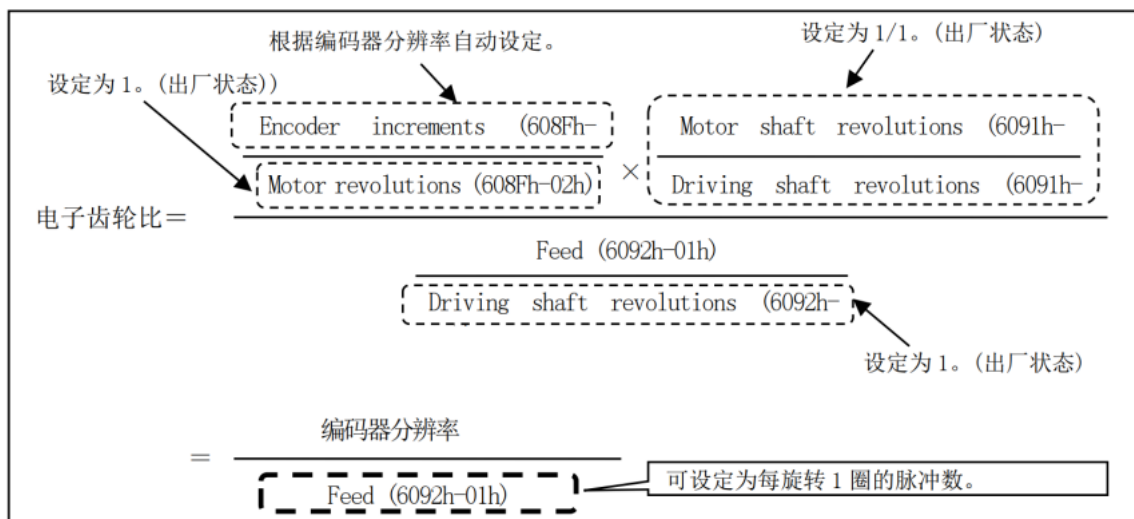 根据编码器分辨率自动设定。
设定为 1/1。(出厂状态)
设定为 1。(出厂状态))
Encoder increments (608Fh-
Motor revolutions (608Fh-02h)
×
Motor shaft revolutions (6091h-
Driving shaft revolutions (6091h-
电子齿轮比＝
Feed (6092h-01h)
Driving shaft revolutions (6092h-
设定为 1。(出厂状态)
编码器分辨率
＝
Feed (6092h-01h)
可设定为每旋转 1 圈的脉冲数。